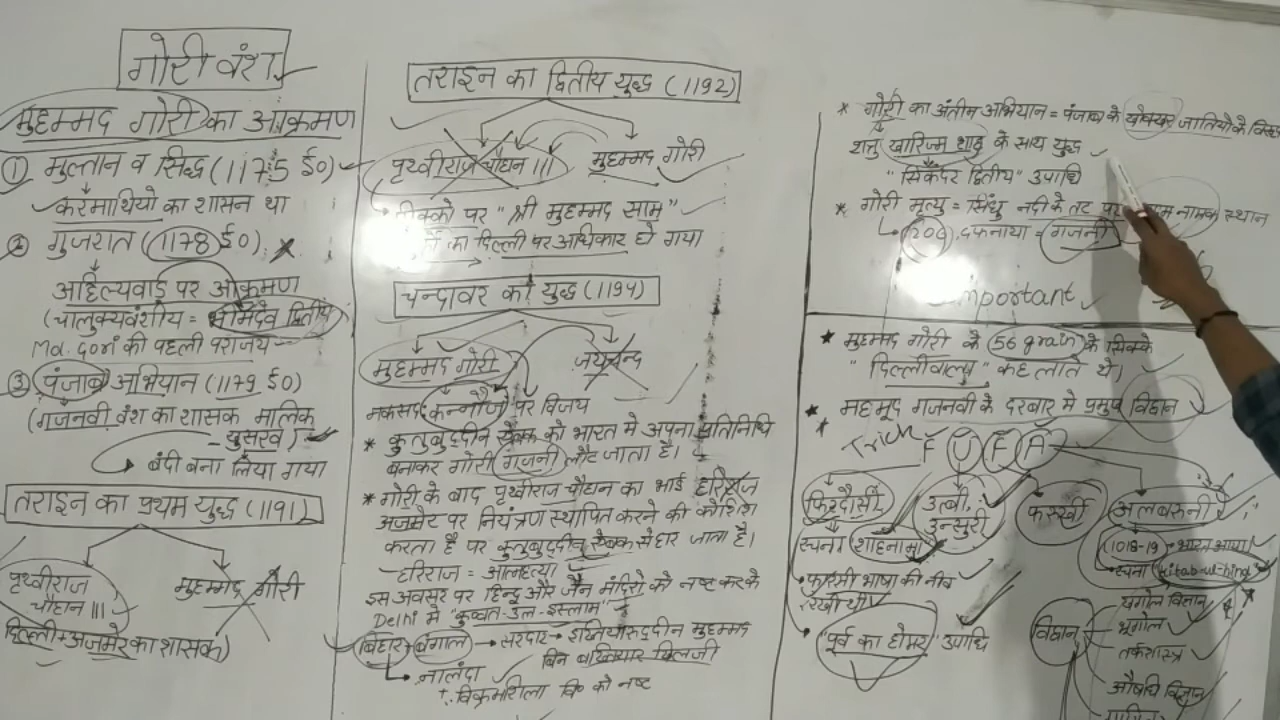 गोरी वंश
मुहम्मद गोरी का आक्रमण
① मुल्तान व सिद्ध (1175 ई०)
करमाथियो का शासन था
② गुजरात (1178 ई०)
अहिल्यवाड़ पर आक्रमण
(चालुक्यवंशीय = भीमदेव द्वितीय
Md. gori की पहली पराजय
③ पंजाब अभियान (1179 ई०)
(गजनवी वंश का शासक मालिक
खुसरव)
बंदी बना लिया गया
तराइन का प्रथम युद्ध (1191)
पृथ्वीराज चौहान III
मुहम्मद गोरी
दिल्ली+अजमेर का शासक)
तराइन का द्वितीय युद्ध (1192)
पृथ्वीराज चौहान III
मुहम्मद गोरी
सिक्को पर "श्री मुहम्मद साम"
का दिल्ली पर अधिकार हो गया
चन्दावर का युद्ध (1194)
मुहम्मद गोरी
जयचन्द
मकसद कन्नौज पर विजय
* कुतुबुद्दीन ऐबक को भारत मे अपना प्रतिनिधि
बनाकर गोरी गजनी लौट जाता है।
* गोरी के बाद पृथ्वीराज चौहान का भाई हरिराज
अजमेर पर नियंत्रण स्थापित करने की कोशिश
करता है पर कुतुबुद्दीन ऐबक से हार जाता है।
हरिराज = आत्महत्या
इस अवसर पर हिन्दु और जैन मंदिरो को नष्ट करके
Delhi मे "कुव्वत-उल-इस्लाम"
बिहार+बंगाल → सरदार → इख्तियारुद्दीन मुहम्मद
बिन बख्तियार खिलजी
नालंदा
विक्रमशिला वि० को नष्ट
* गोरी का अंतीम अभियान = पंजाब के खोक्खर जातियो के
शत्रु खारिज्म शाह के साथ युद्ध
"सिकंदर द्वितीय" उपाधि
* गोरी मृत्यु = सिंधु नदी के तट पर नामक स्थान
1206, दफनाया = गजनी
Important
* मुहम्मद गोरी के 56 grain के सिक्के
"दिल्लीवाल" कहलाते थे।
* महमूद गजनवी के दरबार मे प्रमुख विद्वान
* Trick F U F A
फिरदौसी
उत्बी, उन्सुरी
फर्रुखी
अलबरुनी
रचना शाहनामा
1018-19 → भारत आया
फारसी भाषा की नीव
रखी थी
रचना kitab-ul-hind
"पूर्व का होमर" उपाधि
विद्वान
खगोल विज्ञान
भूगोल
तर्कशास्त्र
औषधि विज्ञान